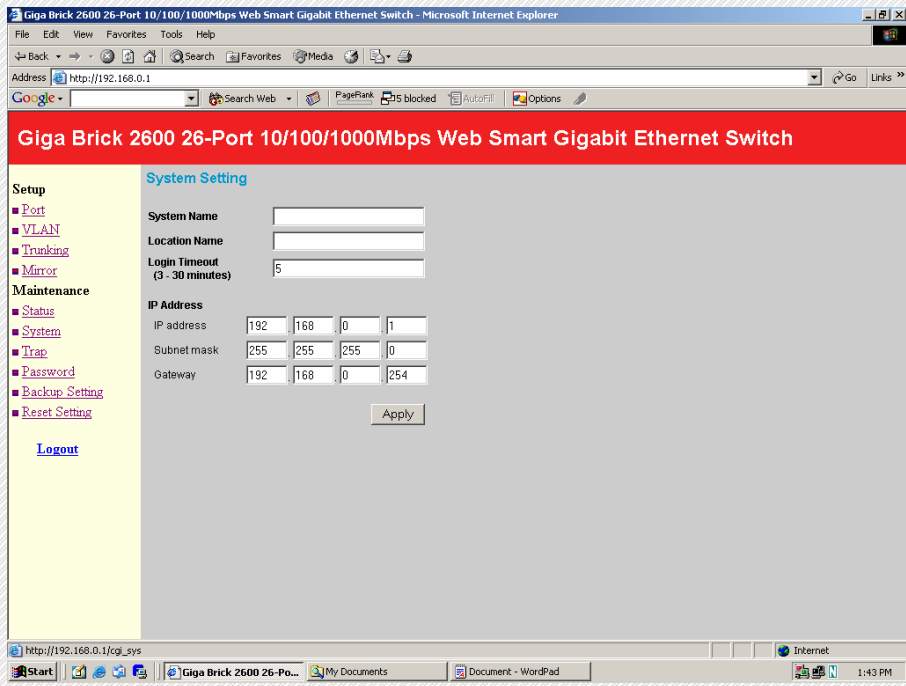 Giga Brick 2600 26-Port 10/100/1000Mbps Web Smart Gigabit Ethernet Switch - Microsoft Internet Explorer
File Edit View Favorites Tools Help
Back Search Favorites Media
Address http://192.168.0.1 Go Links »
Google Search Web PageRank 5 blocked AutoFill Options
Giga Brick 2600 26-Port 10/100/1000Mbps Web Smart Gigabit Ethernet Switch
Setup
Port
VLAN
Trunking
Mirror
Maintenance
Status
System
Trap
Password
Backup Setting
Reset Setting
Logout
System Setting
System Name
Location Name
Login Timeout
(3 - 30 minutes) 5
IP Address
IP address 192 . 168 . 0 . 1
Subnet mask 255 . 255 . 255 . 0
Gateway 192 . 168 . 0 . 254
Apply
http://192.168.0.1/cgi_sys Internet
Start Giga Brick 2600 26-Po... My Documents Document - WordPad 1:43 PM